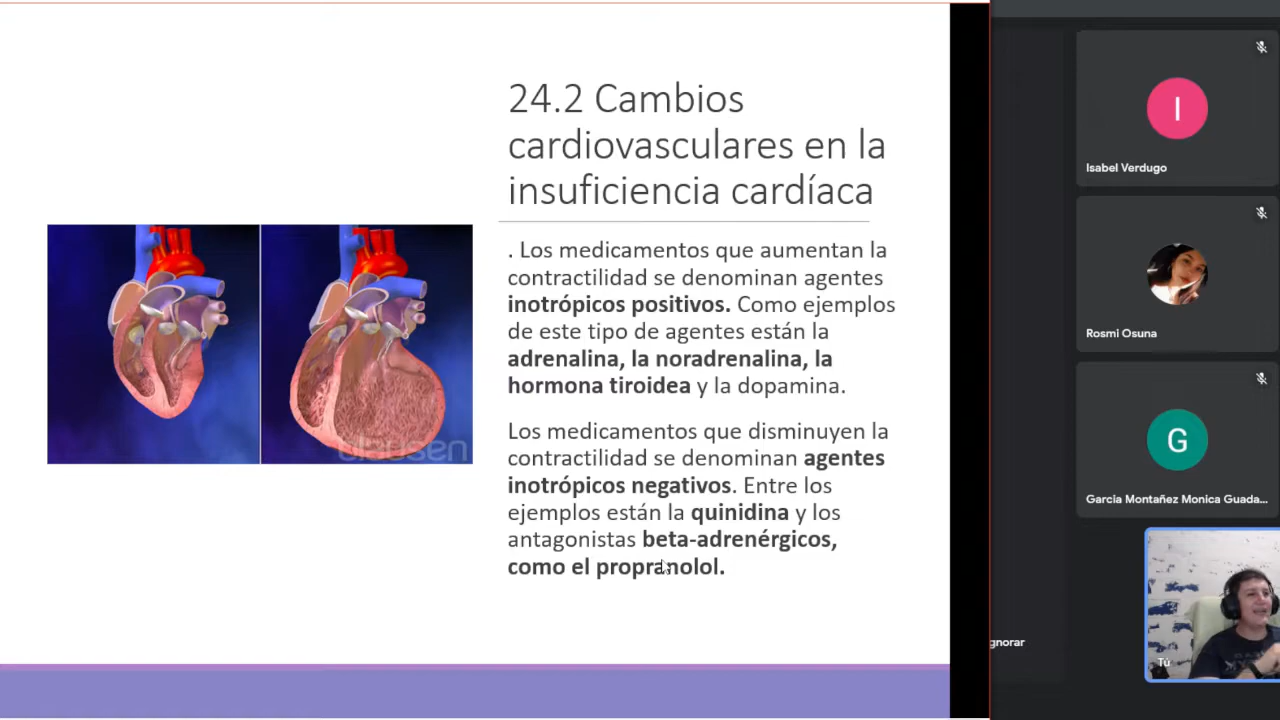 24.2 Cambios
cardiovasculares en la
insuficiencia cardíaca
. Los medicamentos que aumentan la
contractilidad se denominan agentes
inotrópicos positivos. Como ejemplos
de este tipo de agentes están la
adrenalina, la noradrenalina, la
hormona tiroidea y la dopamina.
Los medicamentos que disminuyen la
contractilidad se denominan agentes
inotrópicos negativos. Entre los
ejemplos están la quinidina y los
antagonistas beta-adrenérgicos,
como el propranolol.
clausen
I
Isabel Verdugo
Rosmi Osuna
G
Garcia Montañez Monica Guada...
gnorar
Tú